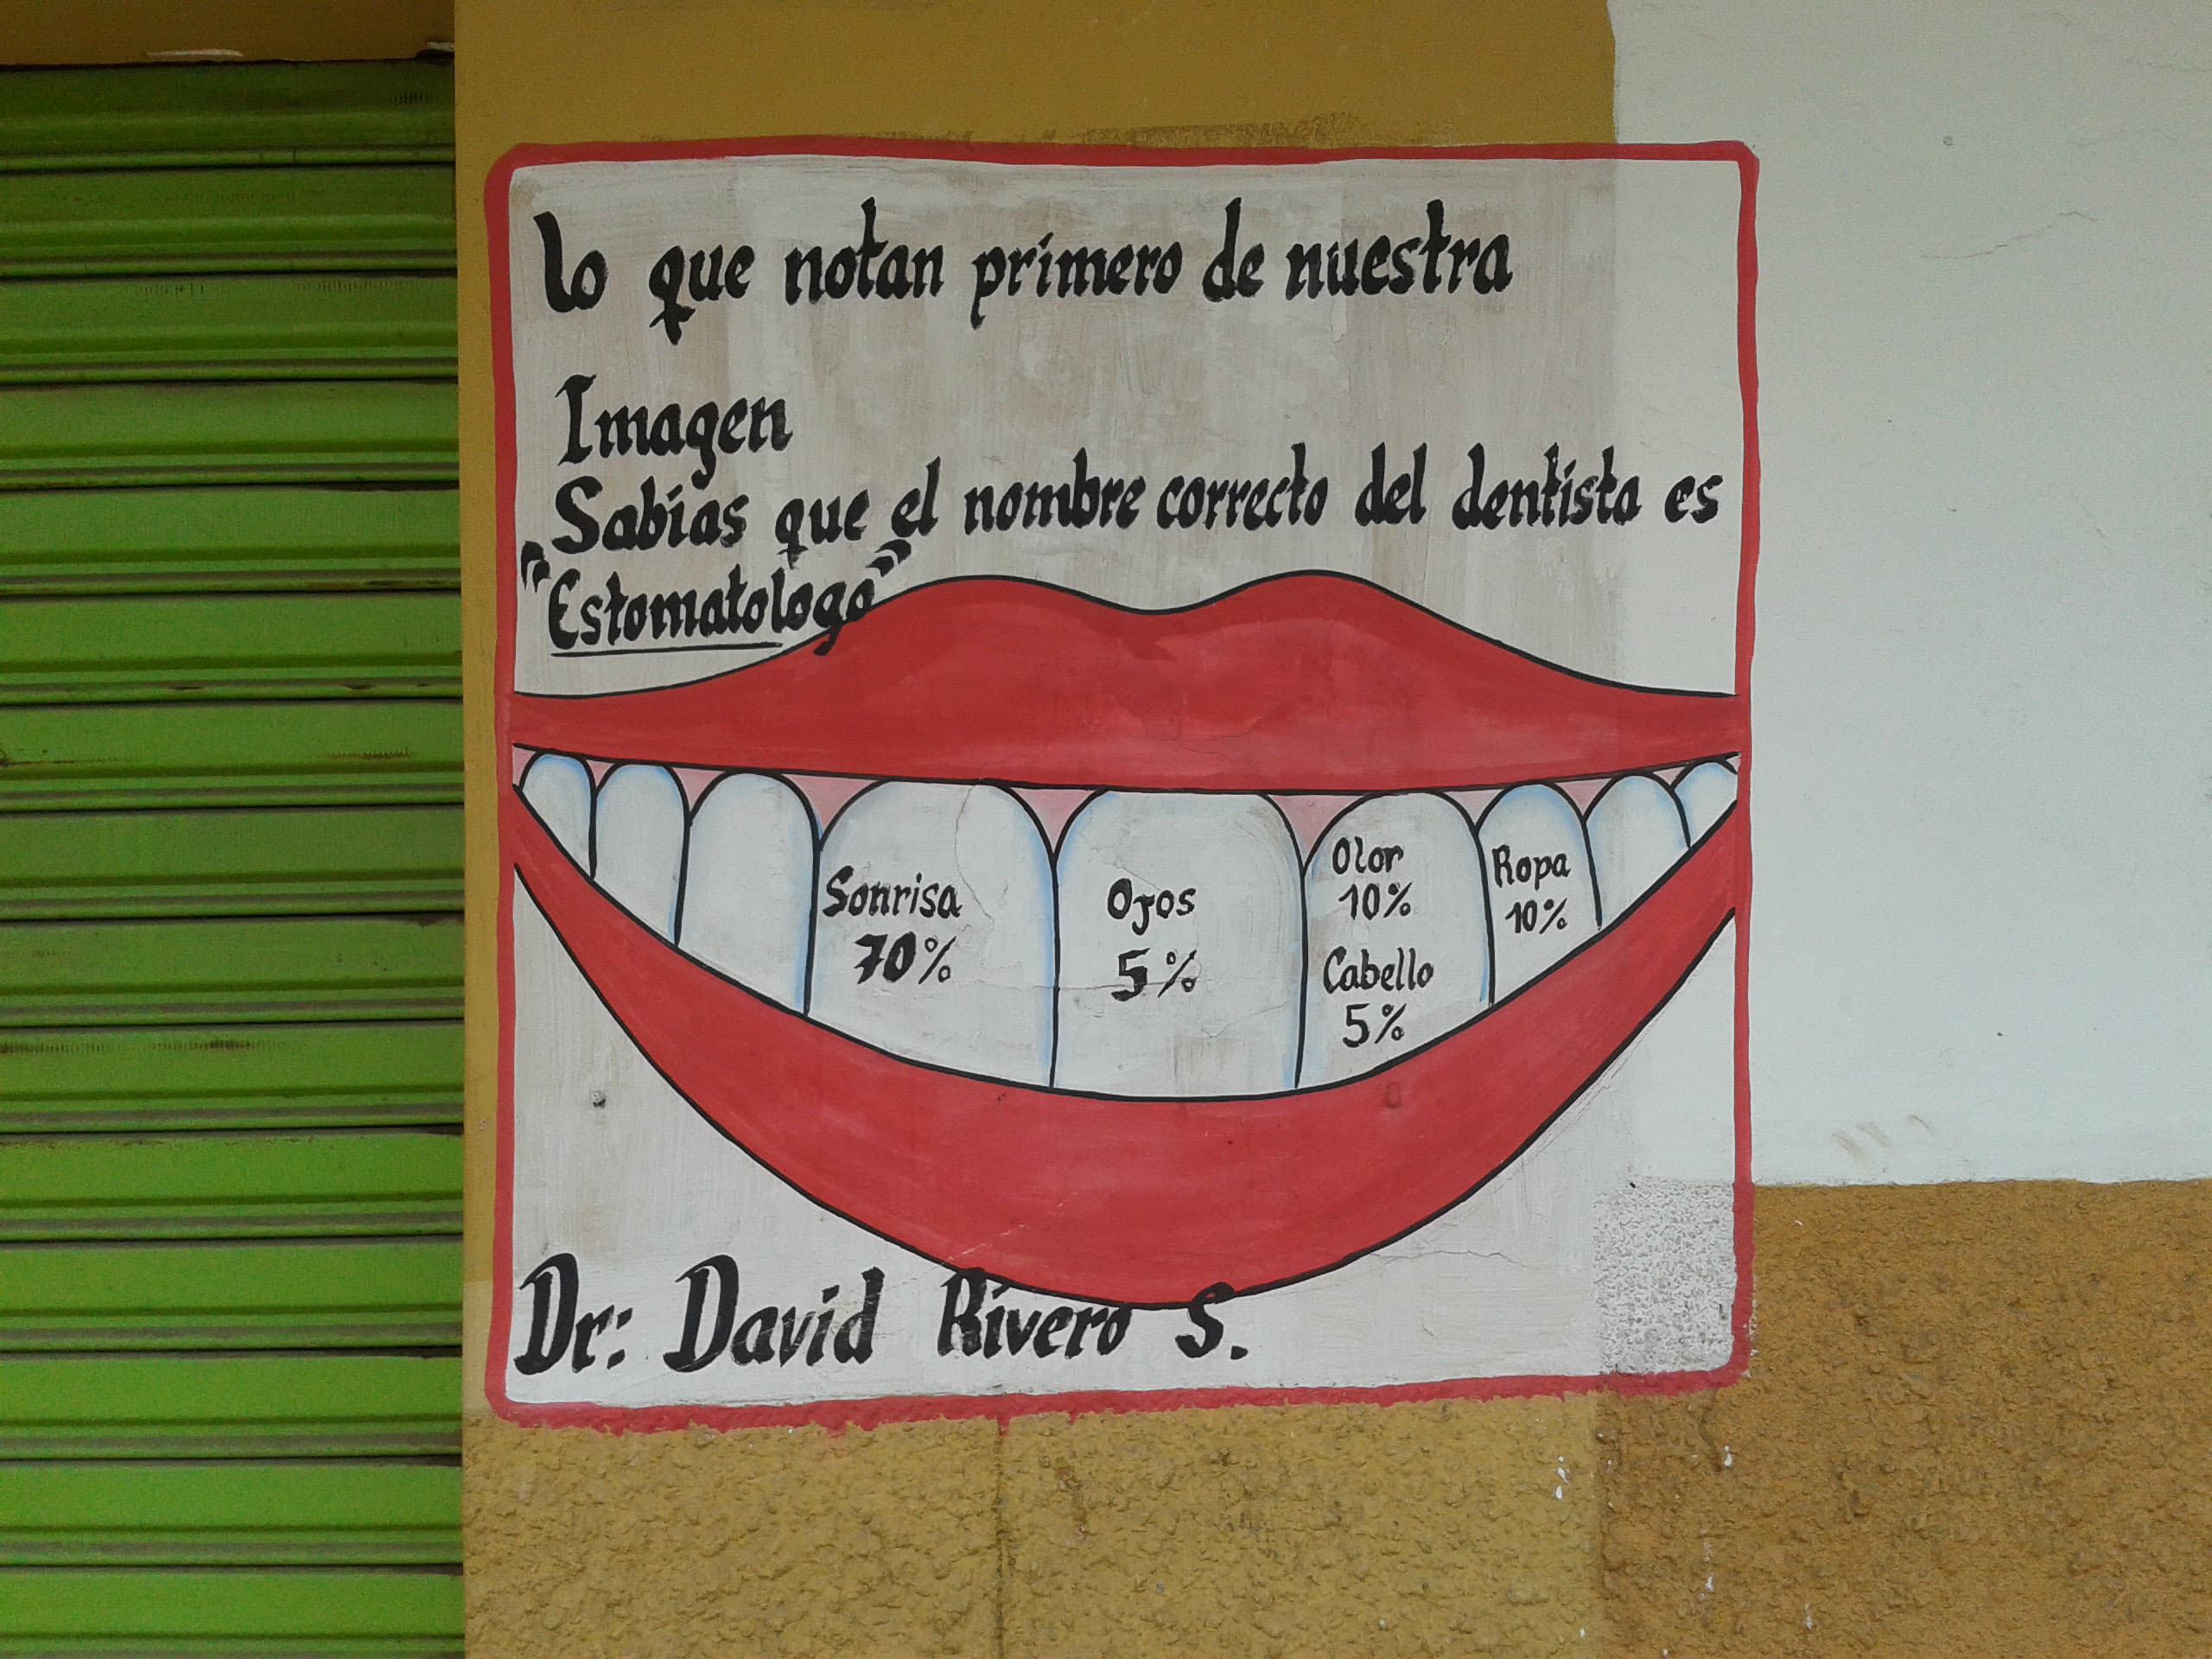 lo que notan primero de nuestra
Imagen
Sabias que el nombre correcto del dentista es
"Estomatologo"
Sonrisa
70%
Ojos
5%
Olor
10%
Cabello
5%
Ropa
10%
Dr: David Rivero S.